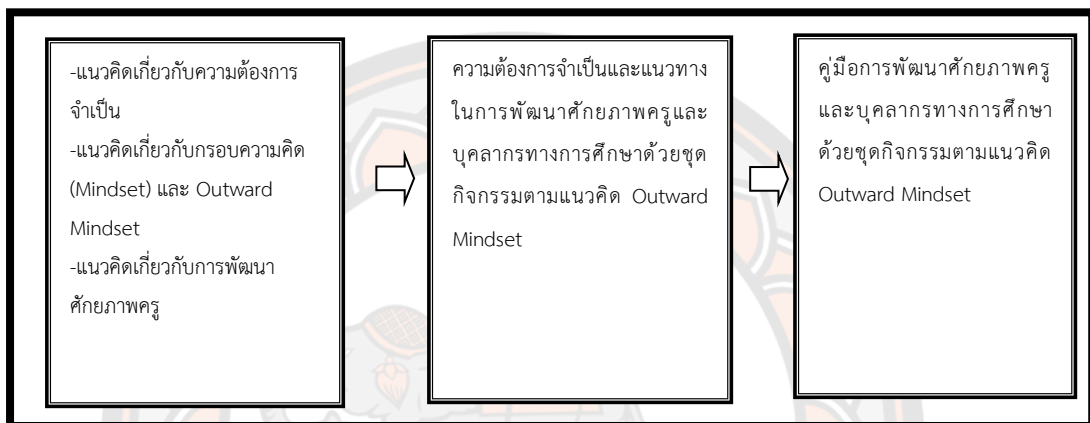 -แนวคิดเกี่ยวกับความต้องการ
จำเป็น
-แนวคิดเกี่ยวกับกรอบความคิด
(Mindset) และ Outward
Mindset
-แนวคิดเกี่ยวกับการพัฒนา
ศักยภาพครู
ความต้องการจำเป็นและแนวทาง
ในการพัฒนาศักยภาพครูและ
บุคลากรทางการศึกษาด้วยชุด
กิจกรรมตามแนวคิด Outward
Mindset
คู่มือการพัฒนาศักยภาพครู
และบุคลากรทางการศึกษา
ด้วยชุดกิจกรรมตามแนวคิด
Outward Mindset